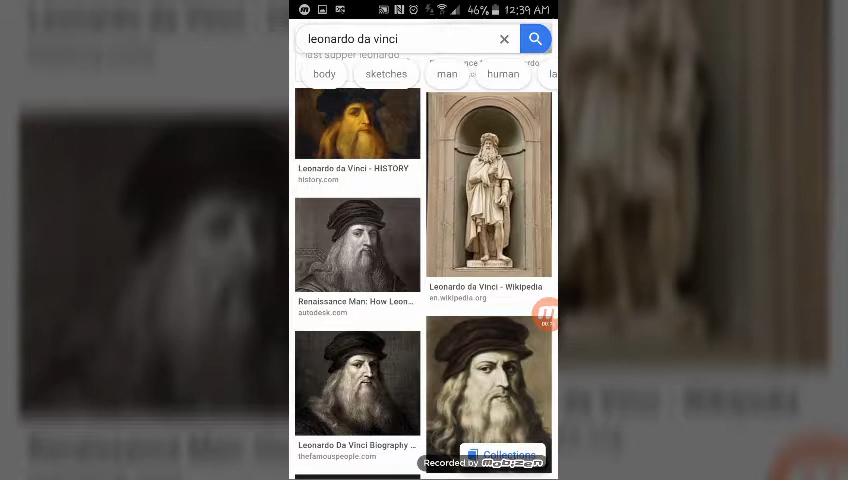 46% 12:39 AM
leonardo da vinci
last supper leonardo
body
sketches
man
human
la
Leonardo da Vinci - HISTORY
history.com
Leonardo da Vinci - Wikipedia
en.wikipedia.org
Renaissance Man: How Leon...
autodesk.com
Leonardo Da Vinci Biography ...
thefamouspeople.com
Collections
Recorded by mobizen